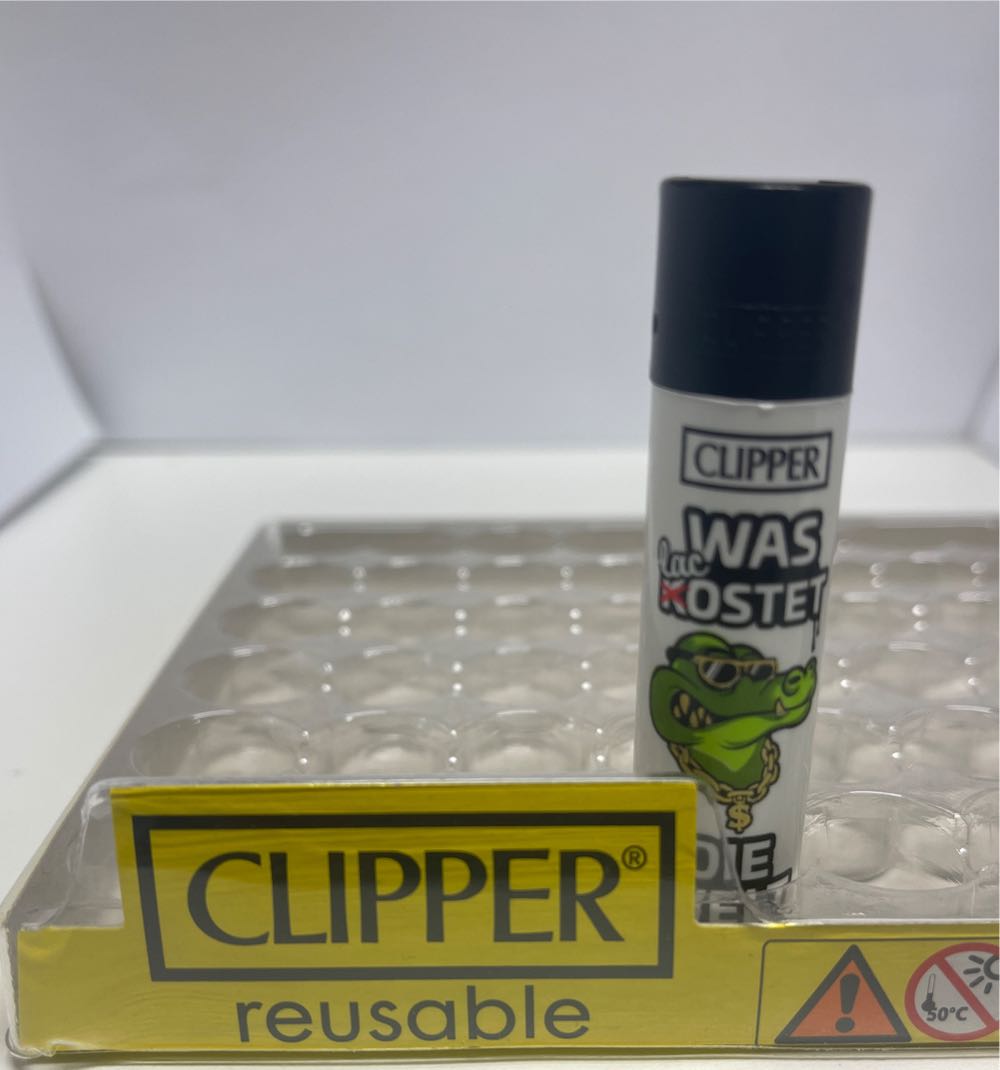 CLIPPER
WAS
lac
KOSTET
$
DIE
CLIPPER®
reusable
50°C